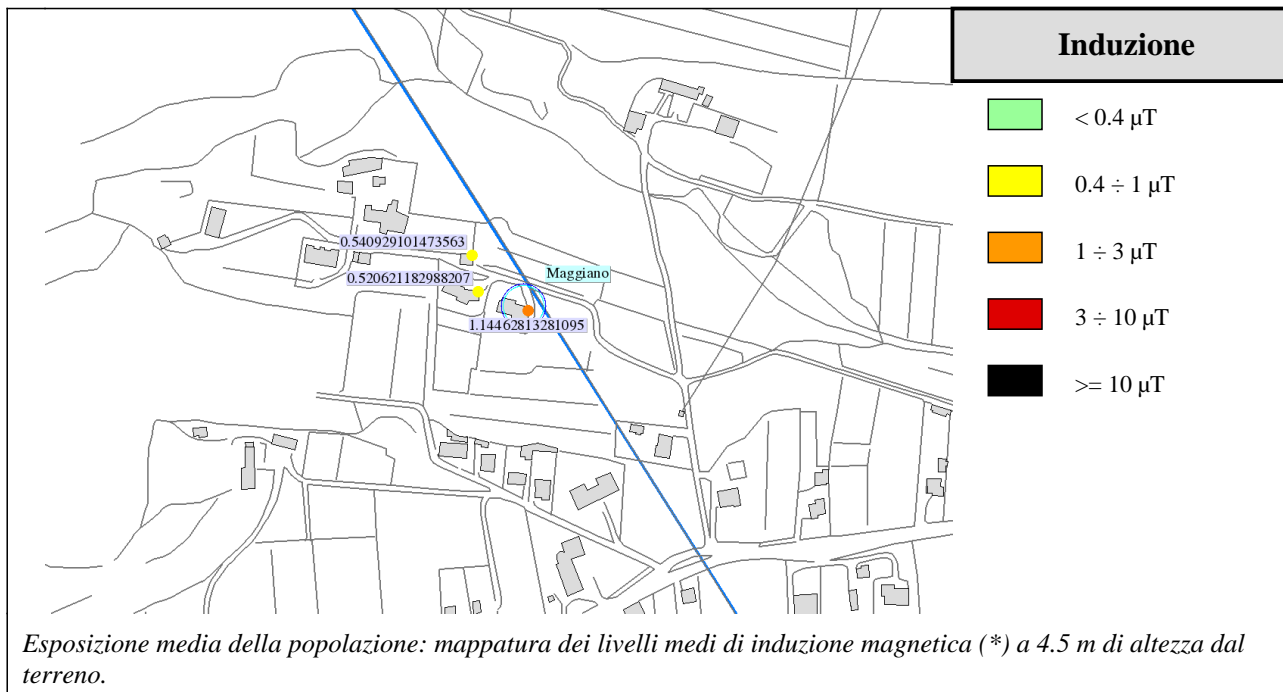 Induzione
< 0.4 µT
0.4 ÷ 1 µT
1 ÷ 3 µT
3 ÷ 10 µT
>= 10 µT
0.540929101473563
Maggiano
0.520621182988207
1.14462813281095
Esposizione media della popolazione: mappatura dei livelli medi di induzione magnetica (*) a 4.5 m di altezza dal
terreno.